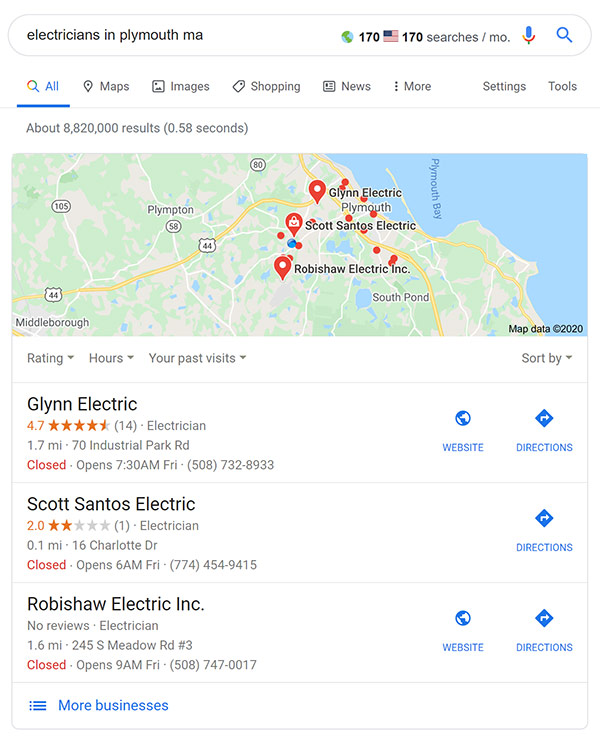 electricians in plymouth ma
170 170 searches / mo.
All Maps Images Shopping News More Settings Tools
About 8,820,000 results (0.58 seconds)
80
Plymouth Bay
Glynn Electric
105
Plympton
Plymouth
58
Scott Santos Electric
44
Robishaw Electric Inc.
44
South Pond
Middleborough
Map data ©2020
Rating Hours Your past visits Sort by
Glynn Electric
4.7 (14) · Electrician
1.7 mi · 70 Industrial Park Rd
Closed · Opens 7:30AM Fri · (508) 732-8933
WEBSITE DIRECTIONS
Scott Santos Electric
2.0 (1) · Electrician
0.1 mi · 16 Charlotte Dr
Closed · Opens 6AM Fri · (774) 454-9415
DIRECTIONS
Robishaw Electric Inc.
No reviews · Electrician
1.6 mi · 245 S Meadow Rd #3
Closed · Opens 9AM Fri · (508) 747-0017
WEBSITE DIRECTIONS
More businesses